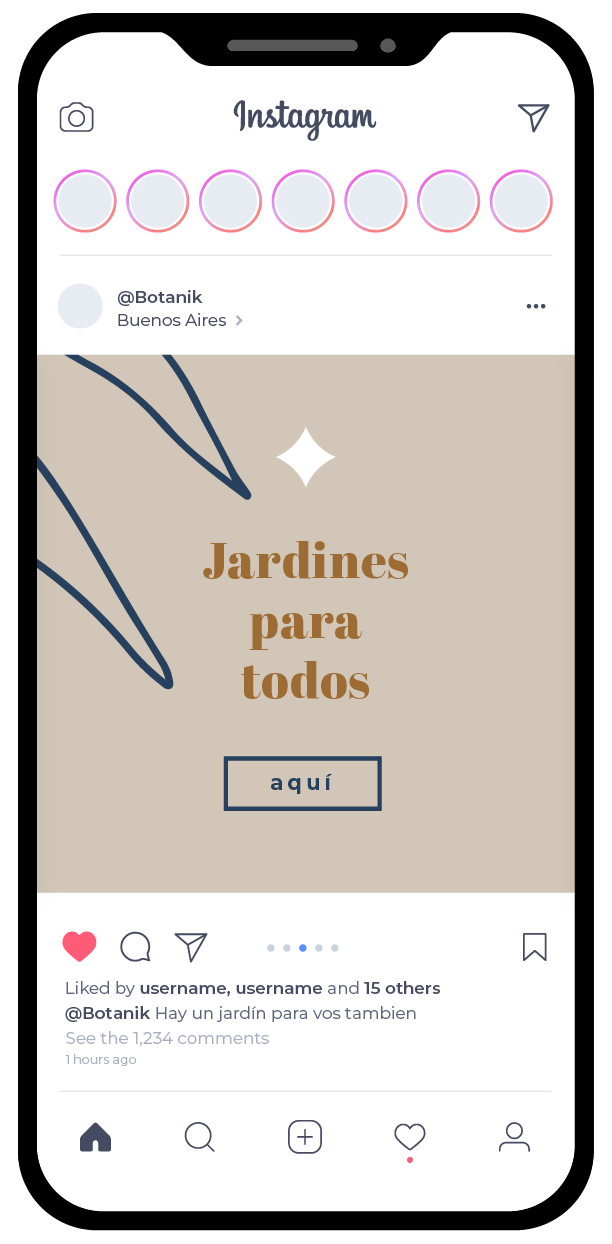 Instagram
@Botanik
Buenos Aires >
Jardines
para
todos
aquí
Liked by username, username and 15 others
@Botanik Hay un jardín para vos tambien
See the 1,234 comments
1 hours ago